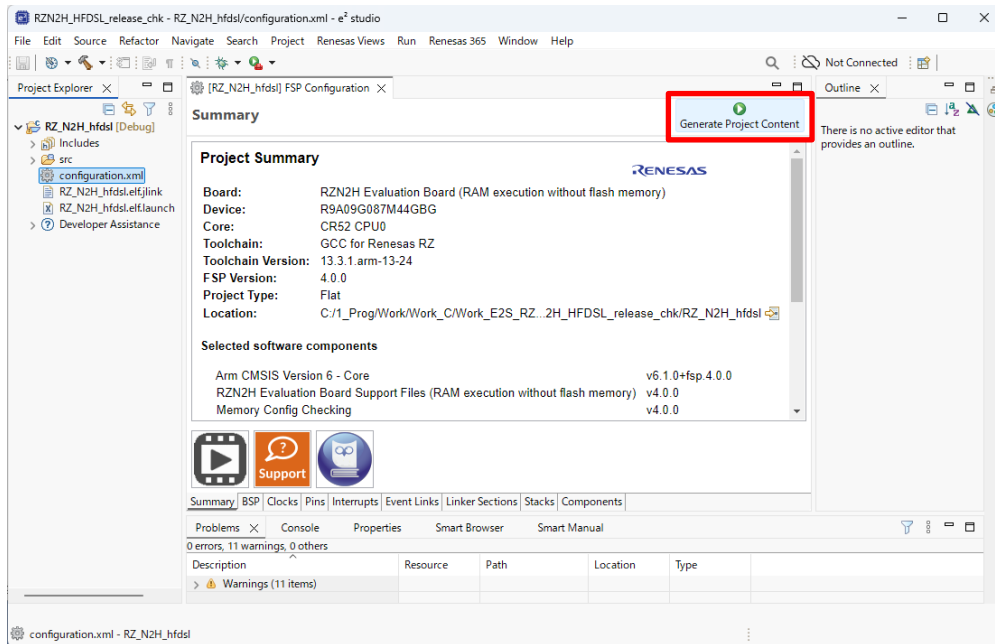 RZN2H_HFDSL_release_chk - RZ_N2H_hfdsl/configuration.xml - e² studio
File Edit Source Refactor Navigate Search Project Renesas Views Run Renesas 365 Window Help
Not Connected
Project Explorer
[RZ_N2H_hfdsl] FSP Configuration
Outline
RZ_N2H_hfdsl [Debug]
Includes
src
configuration.xml
RZ_N2H_hfdsl.elf.jlink
RZ_N2H_hfdsl.elf.launch
Developer Assistance
Summary
Generate Project Content
There is no active editor that
provides an outline.
Project Summary
RENESAS
Board: RZN2H Evaluation Board (RAM execution without flash memory)
Device: R9A09G087M44GBG
Core: CR52 CPU0
Toolchain: GCC for Renesas RZ
Toolchain Version: 13.3.1.arm-13-24
FSP Version: 4.0.0
Project Type: Flat
Location: C:/1_Prog/Work/Work_C/Work_E2S_RZ...2H_HFDSL_release_chk/RZ_N2H_hfdsl
Selected software components
Arm CMSIS Version 6 - Core v6.1.0+fsp.4.0.0
RZN2H Evaluation Board Support Files (RAM execution without flash memory) v4.0.0
Memory Config Checking v4.0.0
Support
Summary BSP Clocks Pins Interrupts Event Links Linker Sections Stacks Components
Problems Console Properties Smart Browser Smart Manual
0 errors, 11 warnings, 0 others
Description Resource Path Location Type
Warnings (11 items)
configuration.xml - RZ_N2H_hfdsl